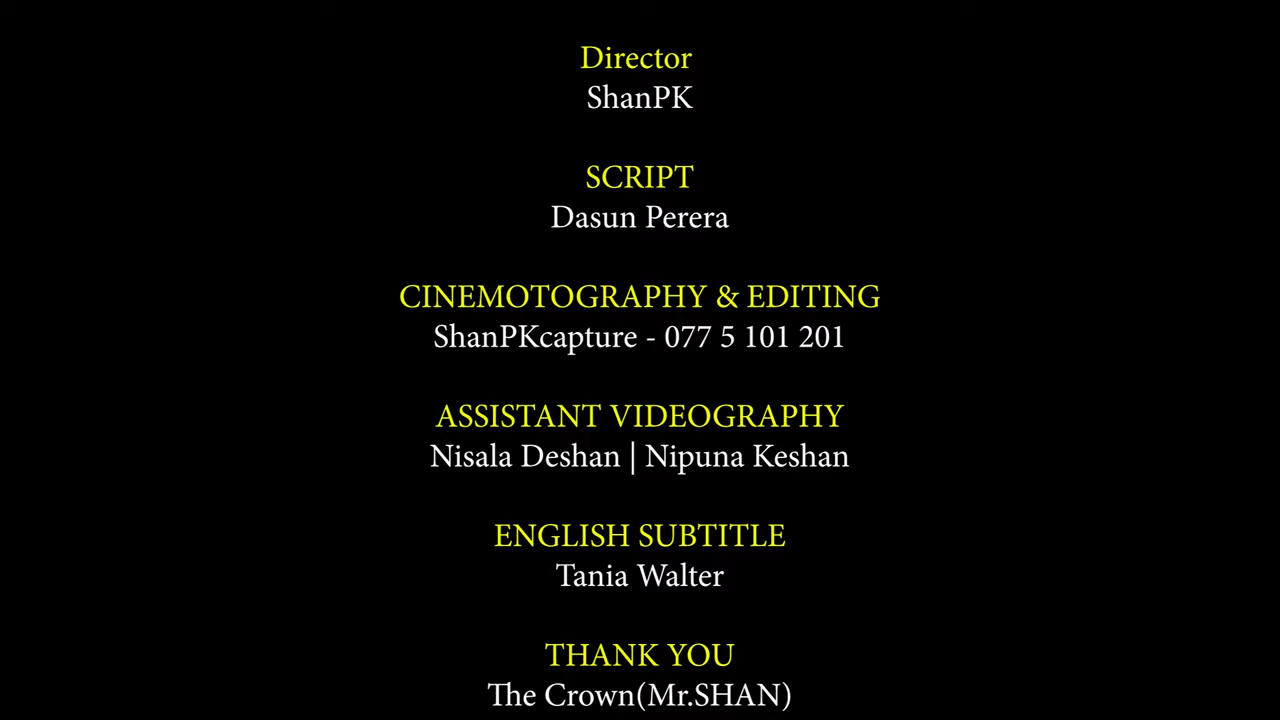 Director
ShanPK
SCRIPT
Dasun Perera
CINEMOTOGRAPHY & EDITING
ShanPKcapture - 077 5 101 201
ASSISTANT VIDEOGRAPHY
Nisala Deshan | Nipuna Keshan
ENGLISH SUBTITLE
Tania Walter
THANK YOU
The Crown(Mr.SHAN)